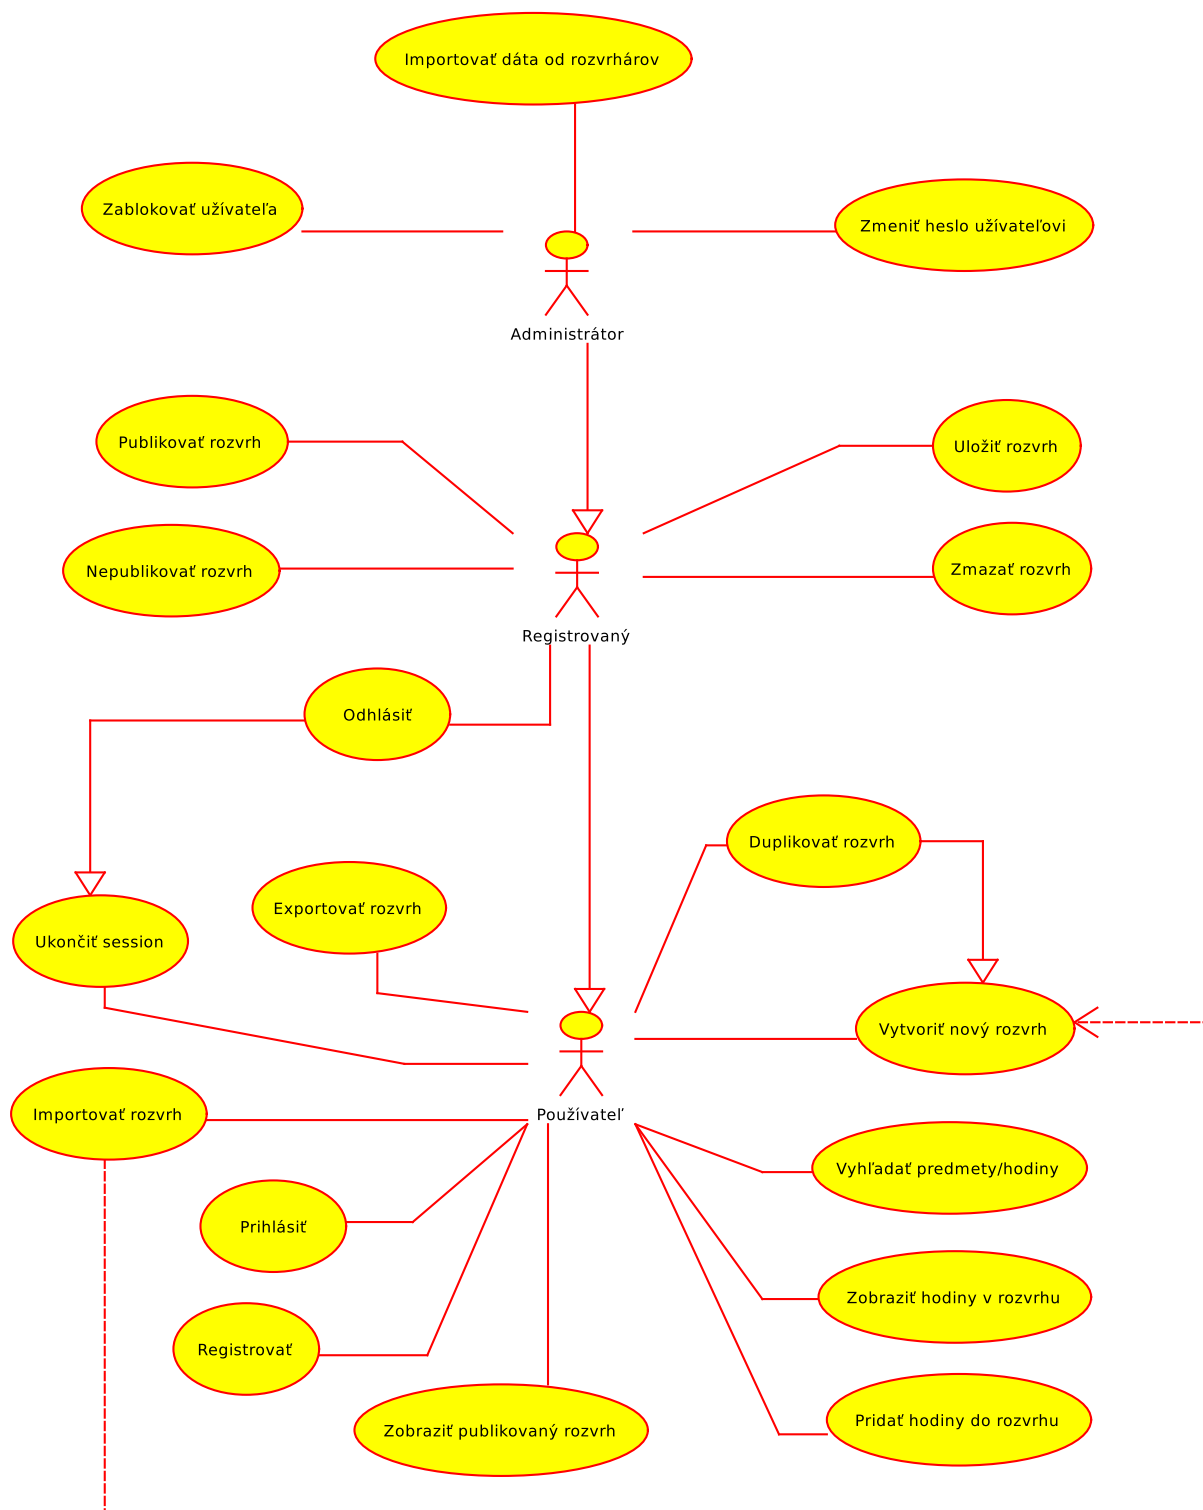 Importovať dáta od rozvrhárov
Zablokovať užívateľa
Zmeniť heslo užívateľovi
Administrátor
Publikovať rozvrh
Uložiť rozvrh
Nepublikovať rozvrh
Zmazať rozvrh
Registrovaný
Odhlásiť
Duplikovať rozvrh
Exportovať rozvrh
Ukončiť session
Vytvoriť nový rozvrh
Importovať rozvrh
Používateľ
Vyhľadať predmety/hodiny
Prihlásiť
Zobraziť hodiny v rozvrhu
Registrovať
Pridať hodiny do rozvrhu
Zobraziť publikovaný rozvrh